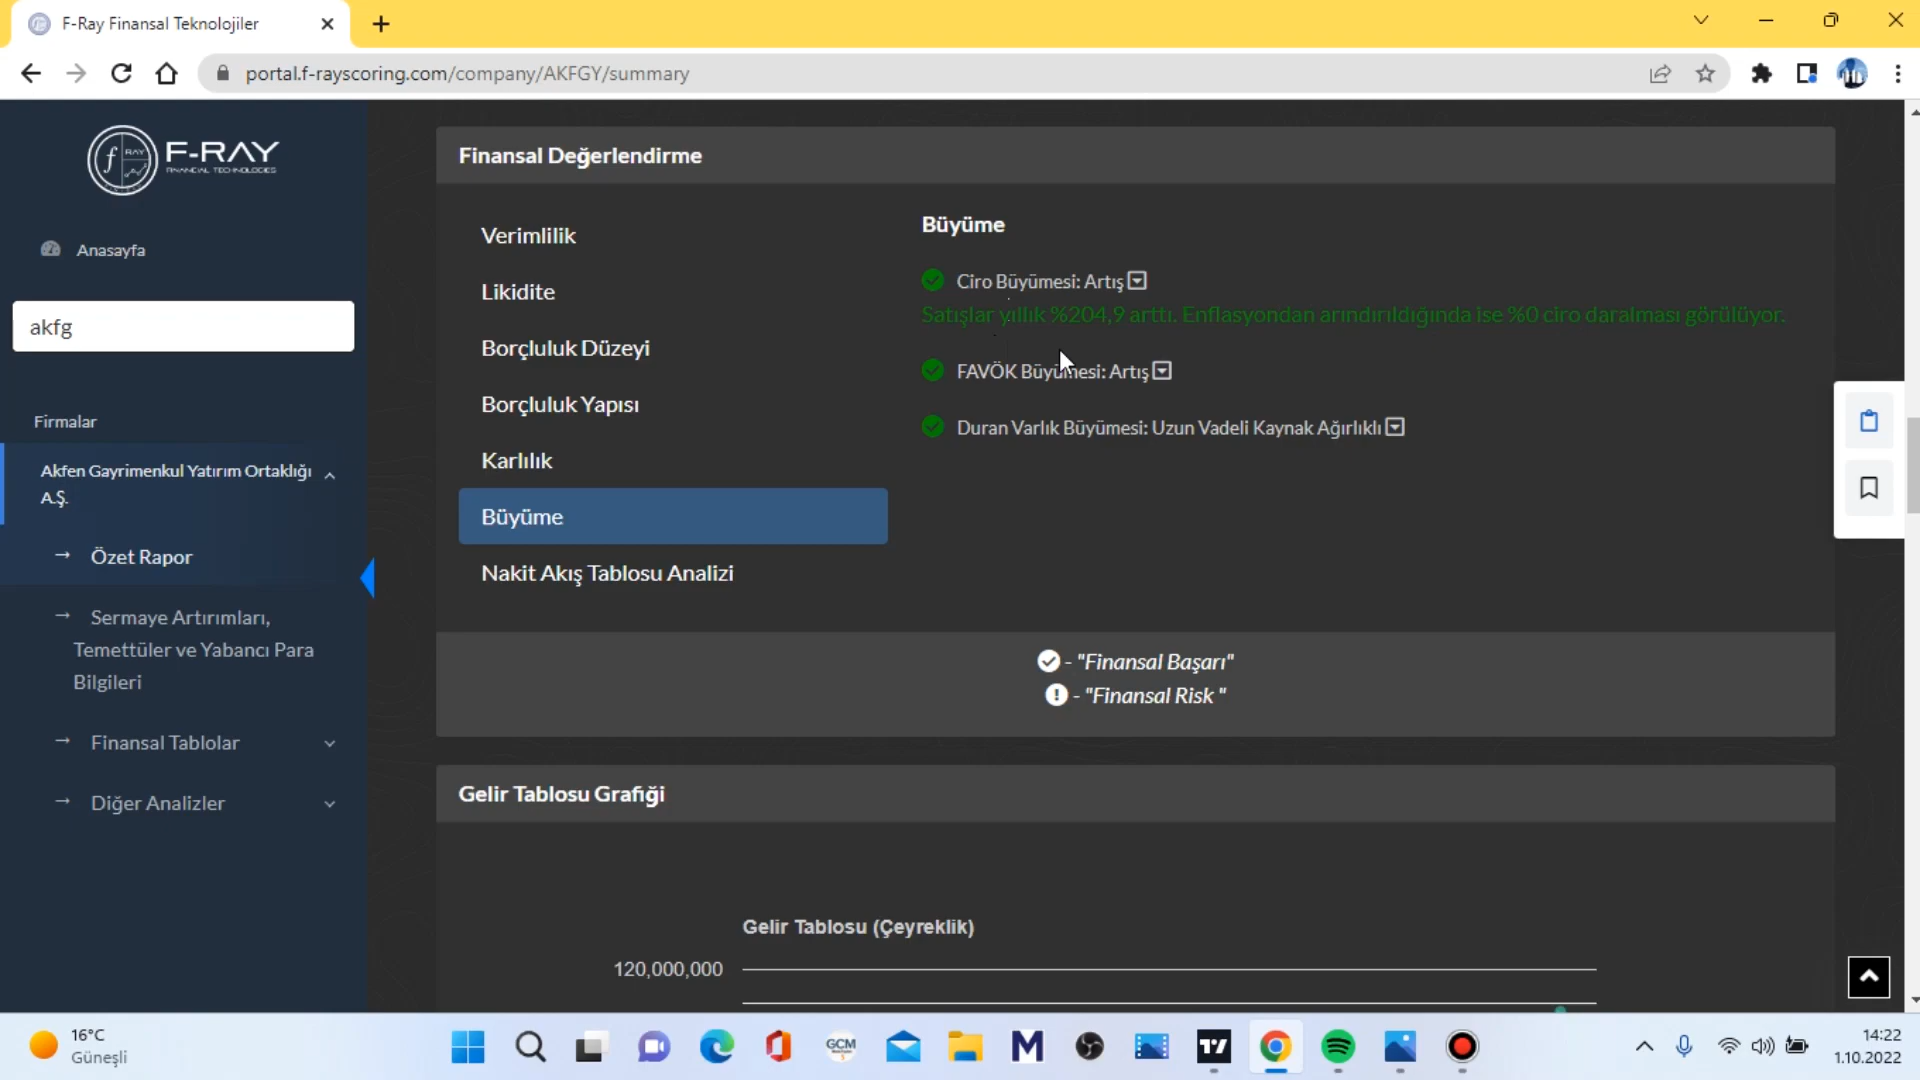 F-Ray Finansal Teknolojiler
portal.f-rayscoring.com/company/AKFGY/summary
f RAY
F-RAY
FINANCIAL TECHNOLOGIES
Anasayfa
akfg
Firmalar
Akfen Gayrimenkul Yatırım Ortaklığı
A.Ş.
Özet Rapor
Sermaye Artırımları,
Temettüler ve Yabancı Para
Bilgileri
Finansal Tablolar
Diğer Analizler
Finansal Değerlendirme
Verimlilik
Likidite
Borçluluk Düzeyi
Borçluluk Yapısı
Karlılık
Büyüme
Nakit Akış Tablosu Analizi
Büyüme
Ciro Büyümesi: Artış
Satışlar yıllık %204,9 arttı. Enflasyondan arındırıldığında ise %0 ciro daralması görülüyor.
FAVÖK Büyümesi: Artış
Duran Varlık Büyümesi: Uzun Vadeli Kaynak Ağırlıklı
- "Finansal Başarı"
- "Finansal Risk "
Gelir Tablosu Grafiği
Gelir Tablosu (Çeyreklik)
120,000,000
16°C
Güneşli
GCM
14:22
1.10.2022